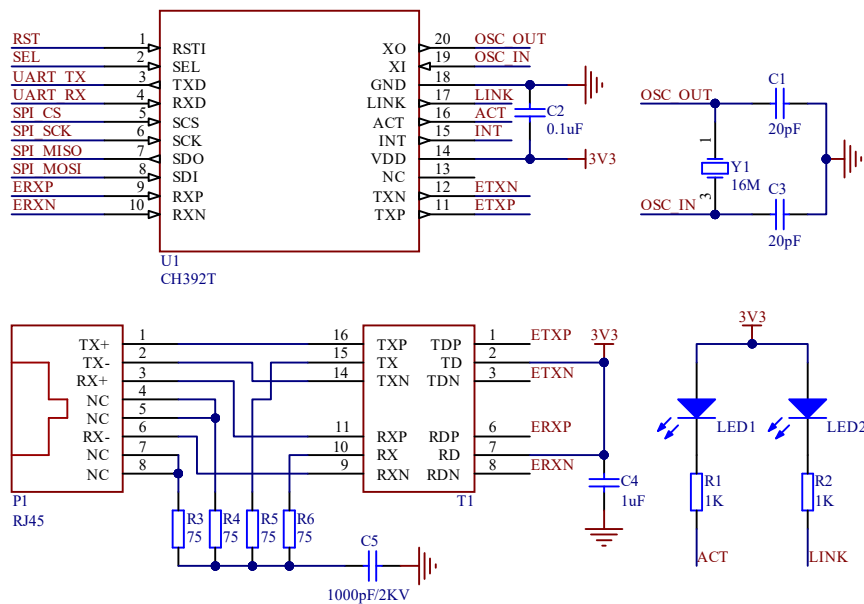 RST 1 RSTI XO 20 OSC_OUT
SEL 2 SEL XI 19 OSC_IN
UART_TX 3 TXD GND 18
UART_RX 4 RXD LINK 17 LINK
SPI_CS 5 SCS ACT 16 ACT
SPI_SCK 6 SCK INT 15 INT
SPI_MISO 7 SDO VDD 14 3V3
SPI_MOSI 8 SDI NC 13
ERXP 9 RXP TXN 12 ETXN
ERXN 10 RXN TXP 11 ETXP
U1
CH392T
C2
0.1uF
OSC_OUT
C1
20pF
1
Y1
16M
3
OSC_IN
C3
20pF
TX+ 1
TX- 2
RX+ 3
NC 4
NC 5
RX- 6
NC 7
NC 8
P1
RJ45
16 TXP TDP 1 ETXP
15 TX TD 2
14 TXN TDN 3 ETXN
11 RXP RDP 6 ERXP
10 RX RD 7
9 RXN RDN 8 ERXN
T1
3V3
C4
1uF
R3
75
R4
75
R5
75
R6
75
C5
1000pF/2KV
3V3
LED1
LED2
R1
1K
R2
1K
ACT
LINK